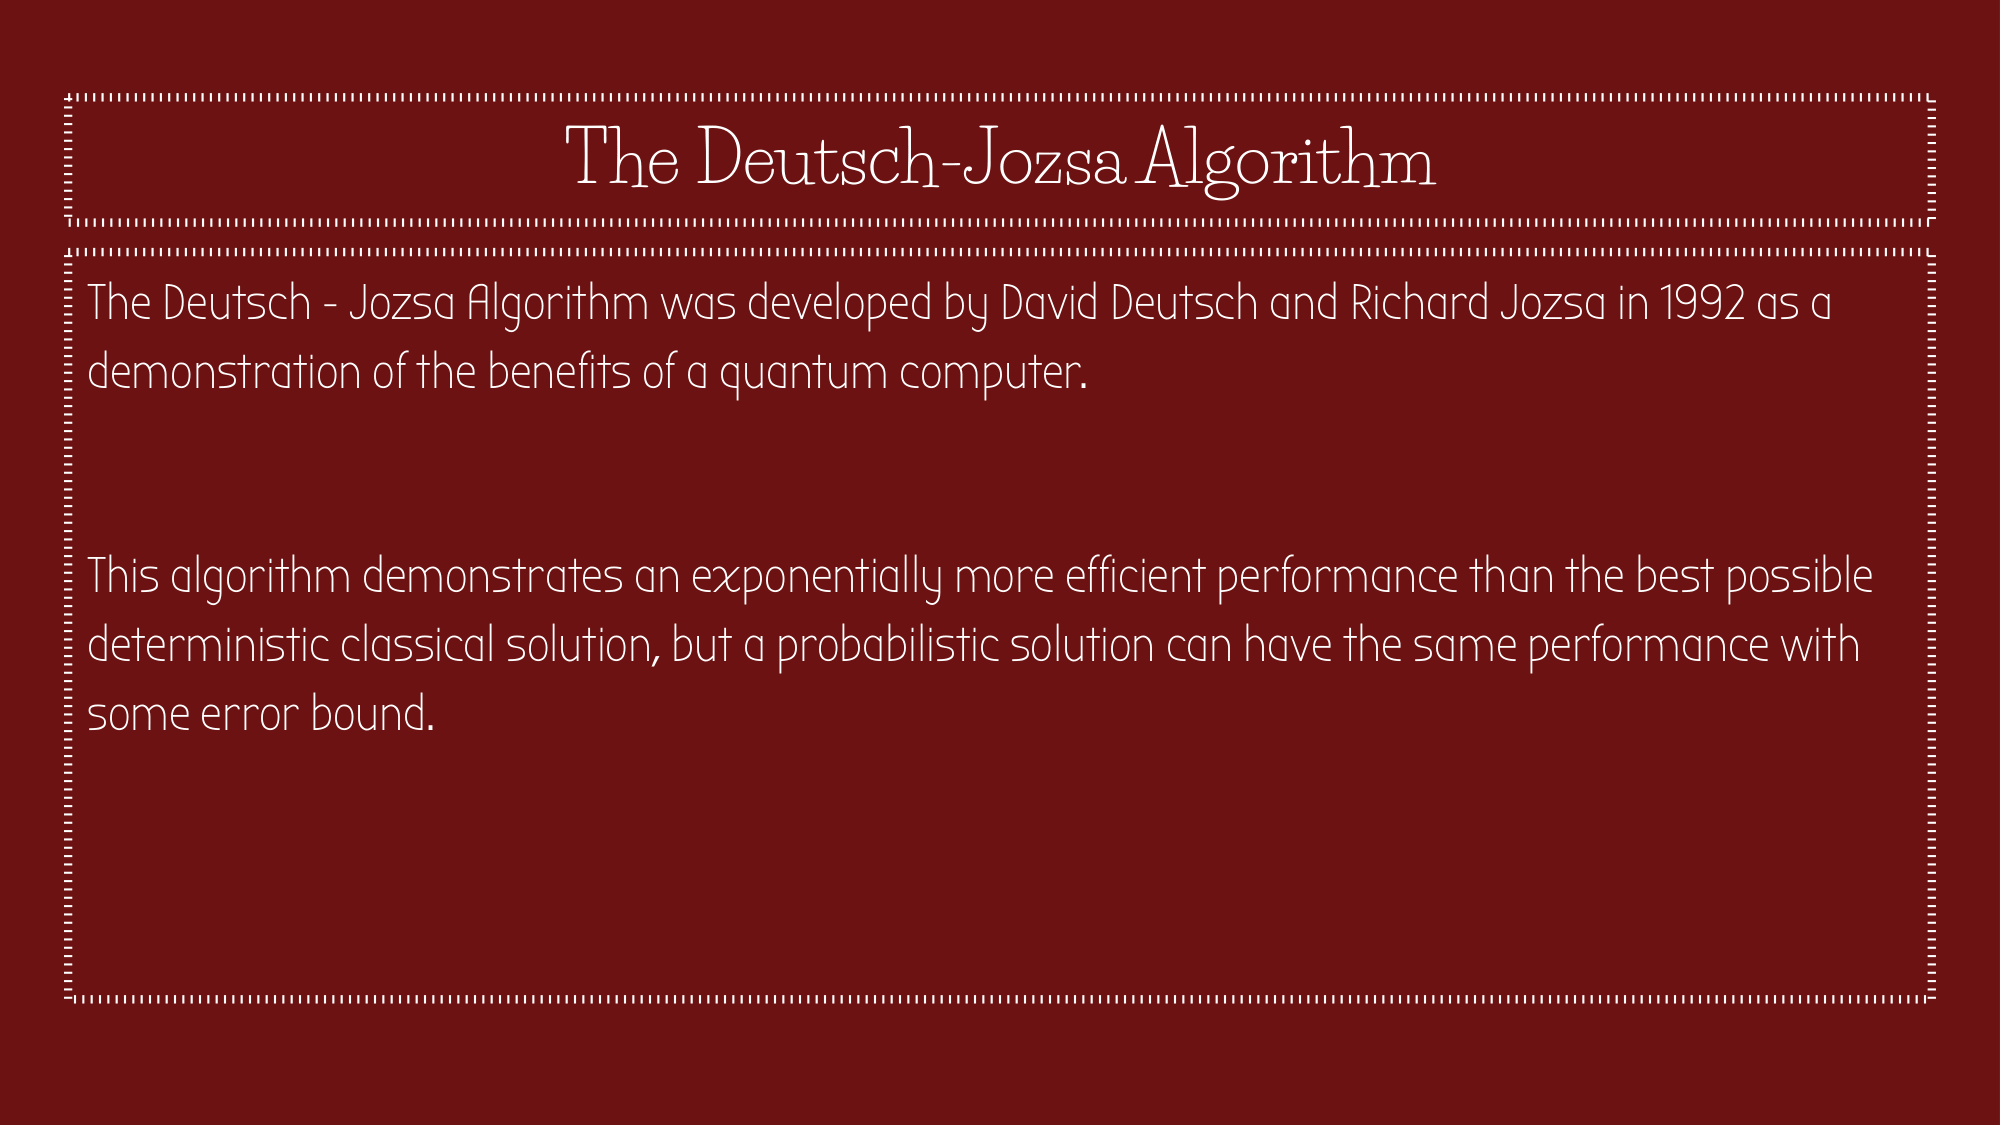 The Deutsch-Jozsa Algorithm
The Deutsch - Jozsa Algorithm was developed by David Deutsch and Richard Jozsa in 1992 as a
demonstration of the benefits of a quantum computer.
This algorithm demonstrates an exponentially more efficient performance than the best possible
deterministic classical solution, but a probabilistic solution can have the same performance with
some error bound.